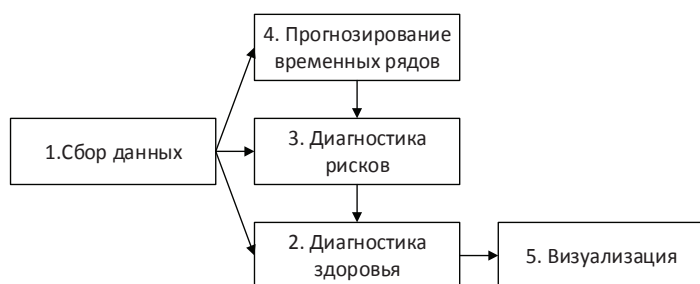 4. Прогнозирование
временных рядов
1.Сбор данных
3. Диагностика
рисков
2. Диагностика
здоровья
5. Визуализация